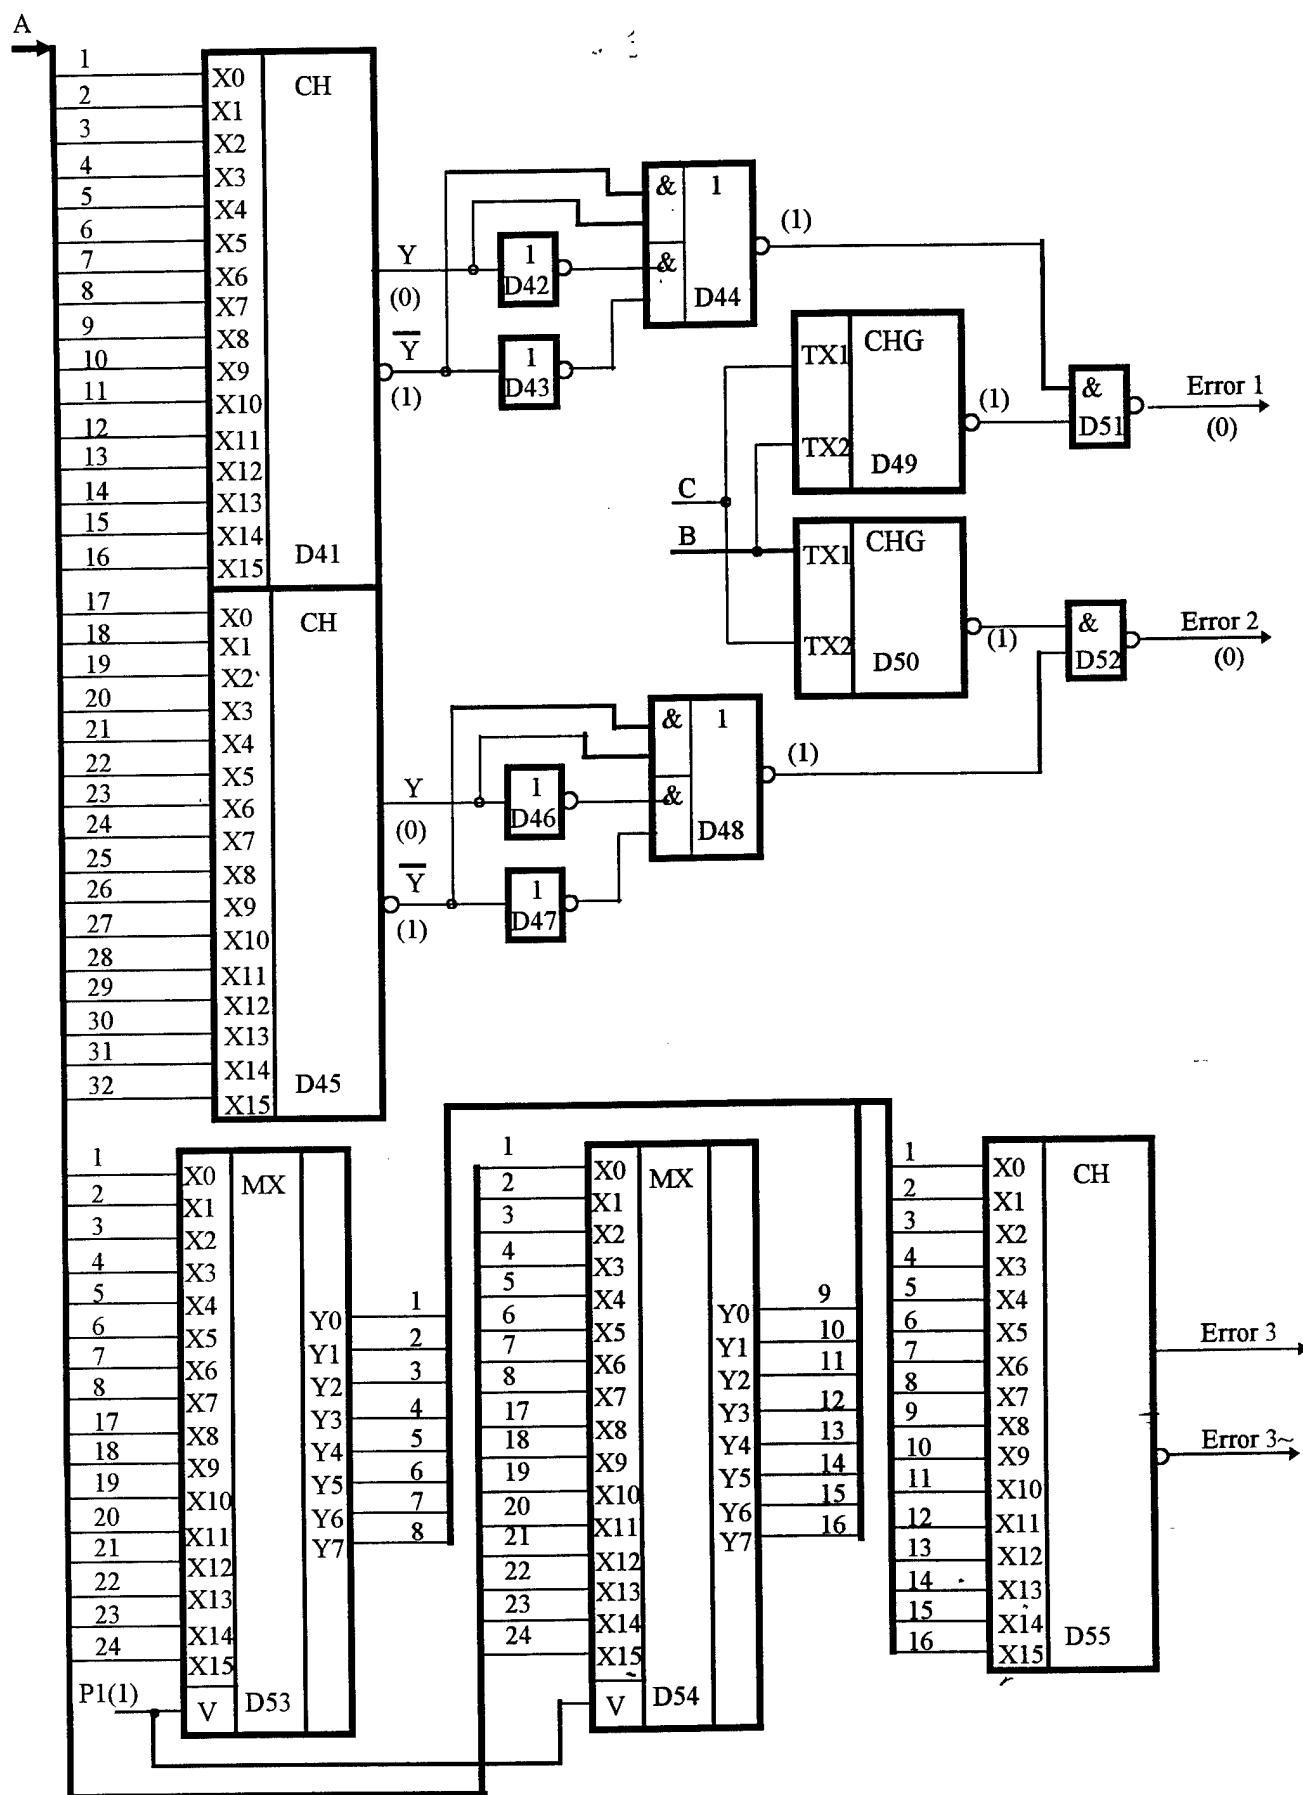 A
1
2
3
4
5
6
7
8
9
10
11
12
13
14
15
16
X0
X1
X2
X3
X4
X5
X6
X7
X8
X9
X10
X11
X12
X13
X14
X15
CH
D41
Y
(0)
Y
(1)
1
D42
1
D43
&
&
1
D44
(1)
TX1
TX2
CHG
D49
(1)
&
D51
Error 1
(0)
C
B
TX1
TX2
CHG
D50
(1)
&
D52
Error 2
(0)
17
18
19
20
21
22
23
24
25
26
27
28
29
30
31
32
X0
X1
X2
X3
X4
X5
X6
X7
X8
X9
X10
X11
X12
X13
X14
X15
CH
D45
Y
(0)
Y
(1)
1
D46
1
D47
&
&
1
D48
(1)
1
2
3
4
5
6
7
8
17
18
19
20
21
22
23
24
P1(1)
X0
X1
X2
X3
X4
X5
X6
X7
X8
X9
X10
X11
X12
X13
X14
X15
V
MX
D53
Y0
Y1
Y2
Y3
Y4
Y5
Y6
Y7
1
2
3
4
5
6
7
8
1
2
3
4
5
6
7
8
17
18
19
20
21
22
23
24
X0
X1
X2
X3
X4
X5
X6
X7
X8
X9
X10
X11
X12
X13
X14
X15
V
MX
D54
Y0
Y1
Y2
Y3
Y4
Y5
Y6
Y7
9
10
11
12
13
14
15
16
1
2
3
4
5
6
7
8
9
10
11
12
13
14
15
16
X0
X1
X2
X3
X4
X5
X6
X7
X8
X9
X10
X11
X12
X13
X14
X15
CH
D55
Error 3
Error 3~